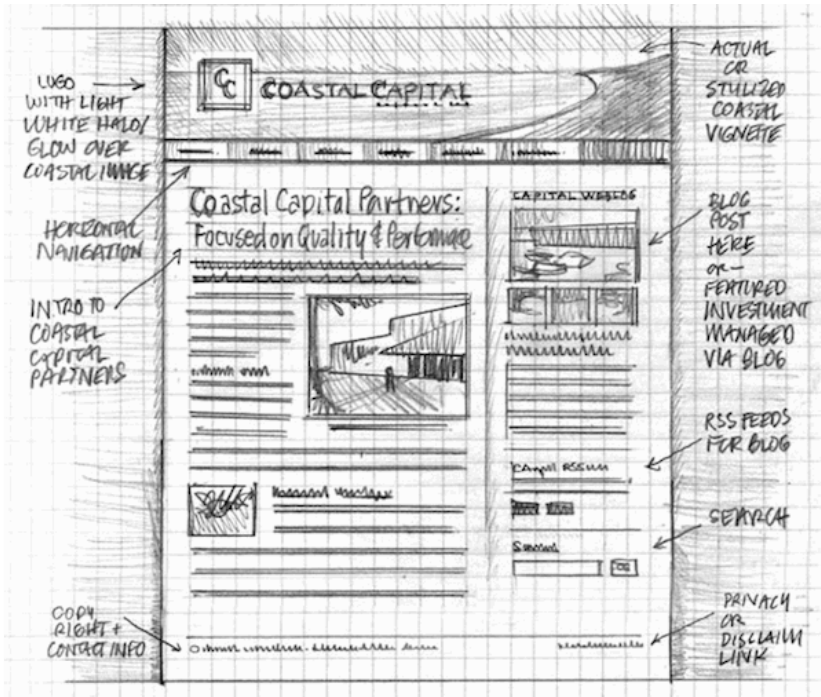 CC
COASTAL CAPITAL
LOGO
WITH LIGHT
WHITE HALO/
GLOW OVER
COASTAL IMAGE
HORIZONTAL
NAVIGATION
INTRO TO
COASTAL
CAPITAL
PARTNERS
COPY
RIGHT +
CONTACT INFO
Coastal Capital Partners:
Focused on Quality &
CAPITAL WEBLOG
ACTUAL
OR
STYLIZED
COASTAL
VIGNETTE
BLOG
POST
HERE
or—
FEATURED
INVESTMENT
MANAGED
VIA BLOG
RSS FEEDS
FOR BLOG
SEARCH
PRIVACY
OR
DISCLAIM
LINK